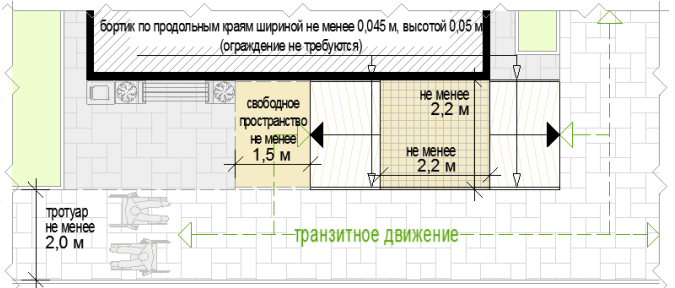 бортик по продольным краям шириной не менее 0,045 м, высотой 0,05 м
(ограждение не требуются)
свободное
пространство
не менее
1,5 м
не менее
2,2 м
не менее
2,2 м
тротуар
не менее
2,0 м
транзитное движение